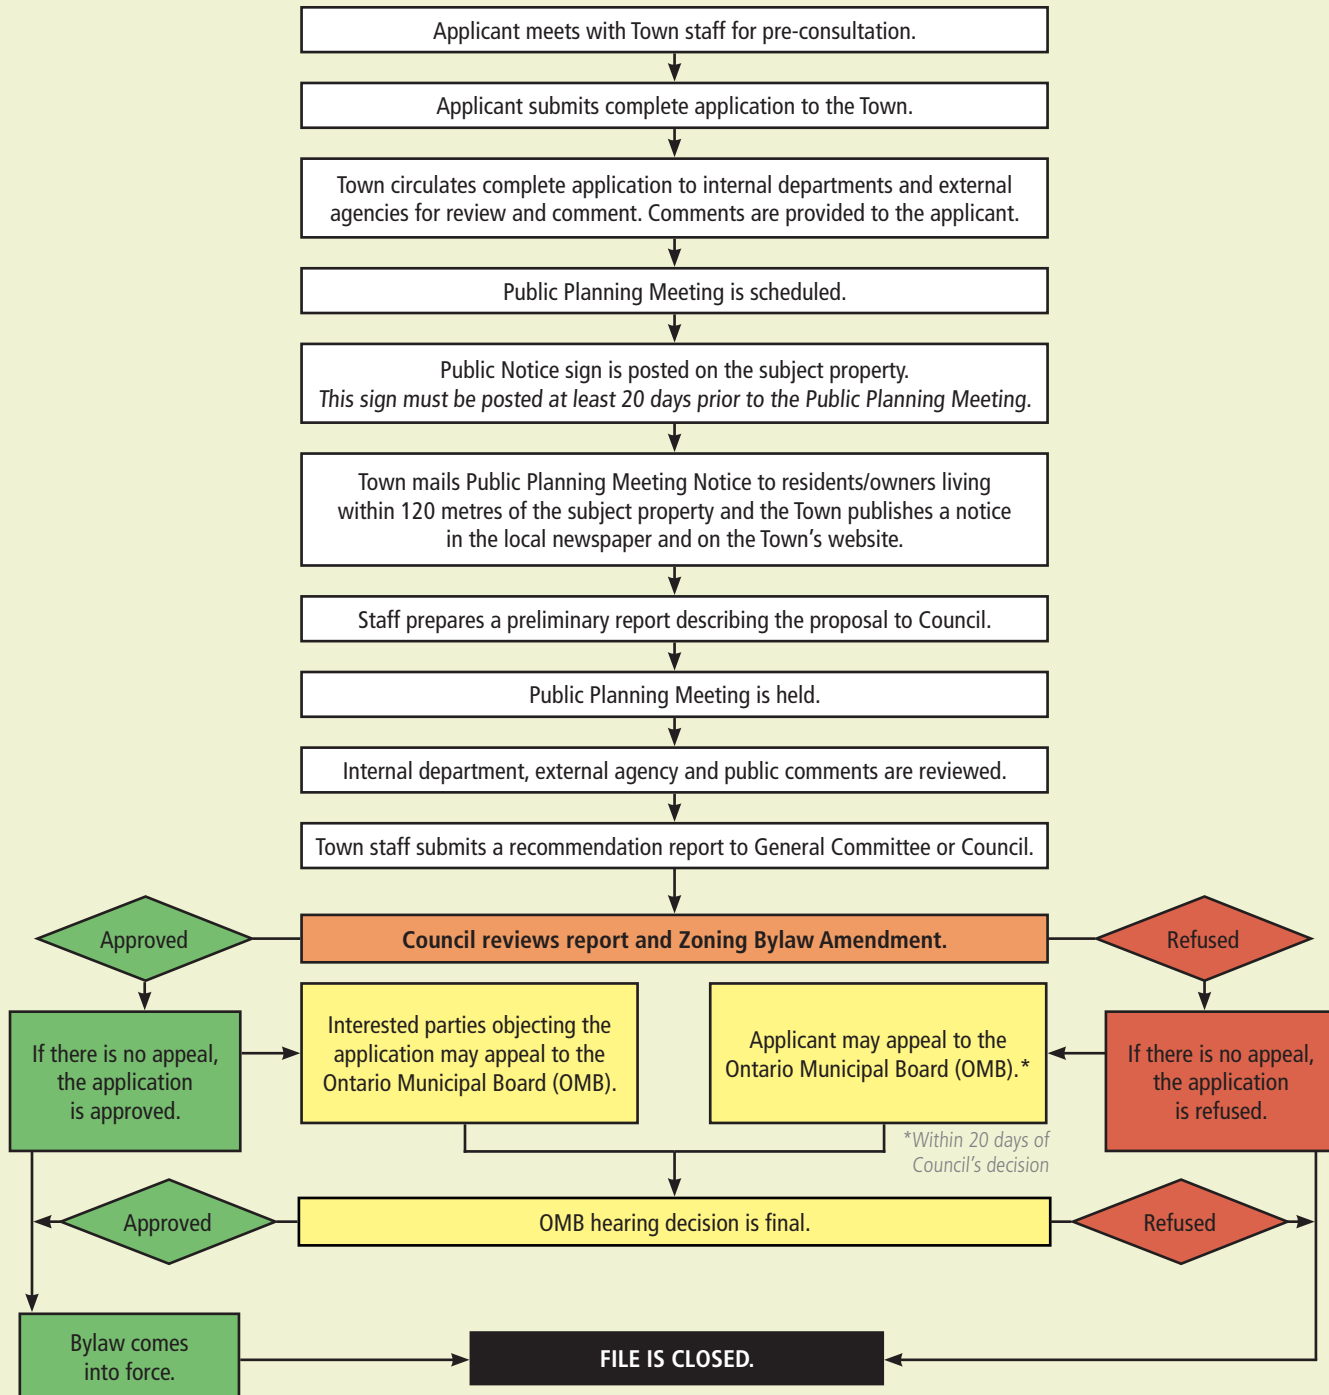 Applicant meets with Town staff for pre-consultation.
Applicant submits complete application to the Town.
Town circulates complete application to internal departments and external
agencies for review and comment. Comments are provided to the applicant.
Public Planning Meeting is scheduled.
Public Notice sign is posted on the subject property.
This sign must be posted at least 20 days prior to the Public Planning Meeting.
Town mails Public Planning Meeting Notice to residents/owners living
within 120 metres of the subject property and the Town publishes a notice
in the local newspaper and on the Town's website.
Staff prepares a preliminary report describing the proposal to Council.
Public Planning Meeting is held.
Internal department, external agency and public comments are reviewed.
Town staff submits a recommendation report to General Committee or Council.
Approved
Council reviews report and Zoning Bylaw Amendment.
Refused
If there is no appeal,
the application
is approved.
Interested parties objecting the
application may appeal to the
Ontario Municipal Board (OMB).
Applicant may appeal to the
Ontario Municipal Board (OMB).*
If there is no appeal,
the application
is refused.
*Within 20 days of
Council's decision
Approved
OMB hearing decision is final.
Refused
Bylaw comes
into force.
FILE IS CLOSED.